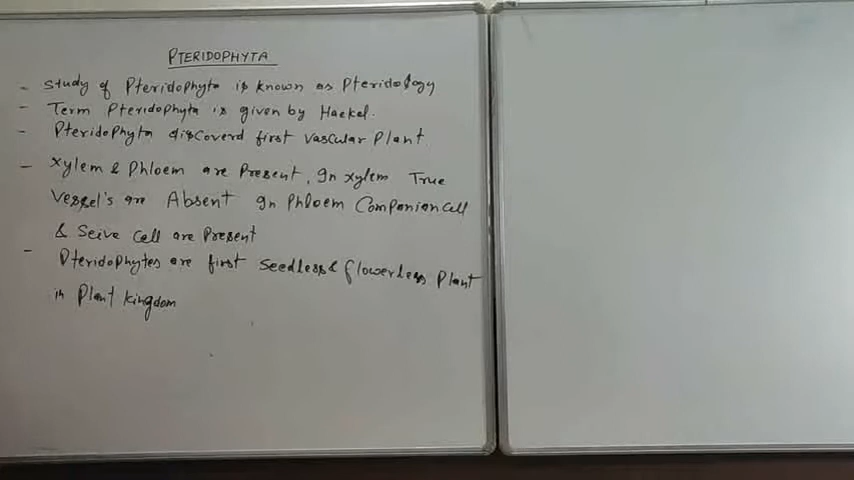 PTERIDOPHYTA
- Study of Pteridophyta is known as Pteridology
- Term Pteridophyta is given by Haekel.
- Pteridophyta discoverd first vascular Plant
- Xylem & Phloem are Present, In xylem True
Vessel's are Absent In Phloem Companion cell
& Seive cell are Present
- Pteridophytes are first Seedless & flowerless Plant
in Plant kingdom